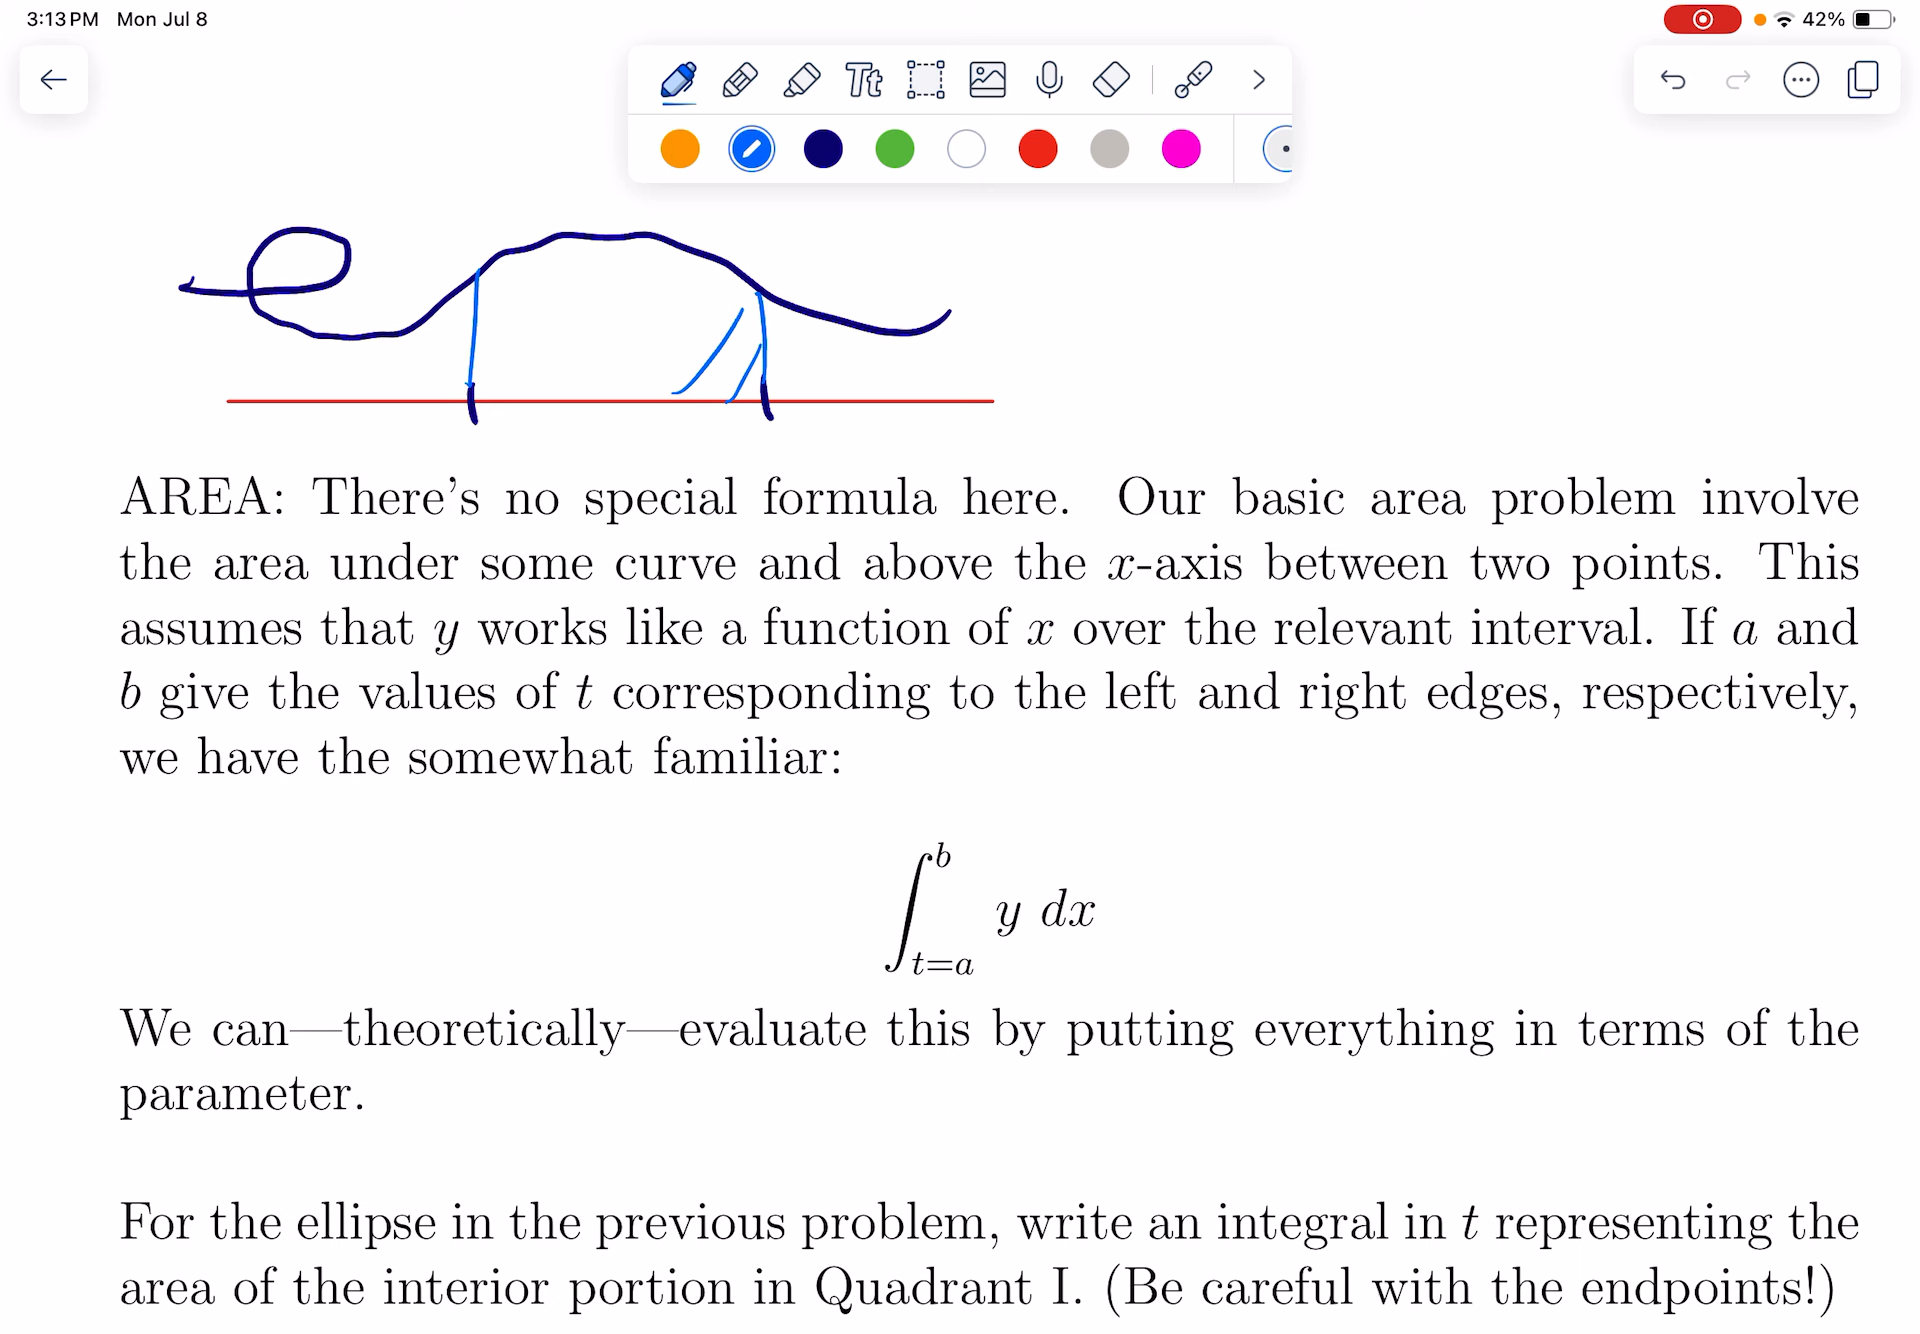 3:13 PM Mon Jul 8
42%
Tt
AREA: There's no special formula here. Our basic area problem involve
the area under some curve and above the x-axis between two points. This
assumes that y works like a function of x over the relevant interval. If a and
b give the values of t corresponding to the left and right edges, respectively,
we have the somewhat familiar:
∫_{t=a}^{b} y dx
We can—theoretically—evaluate this by putting everything in terms of the
parameter.
For the ellipse in the previous problem, write an integral in t representing the
area of the interior portion in Quadrant I. (Be careful with the endpoints!)